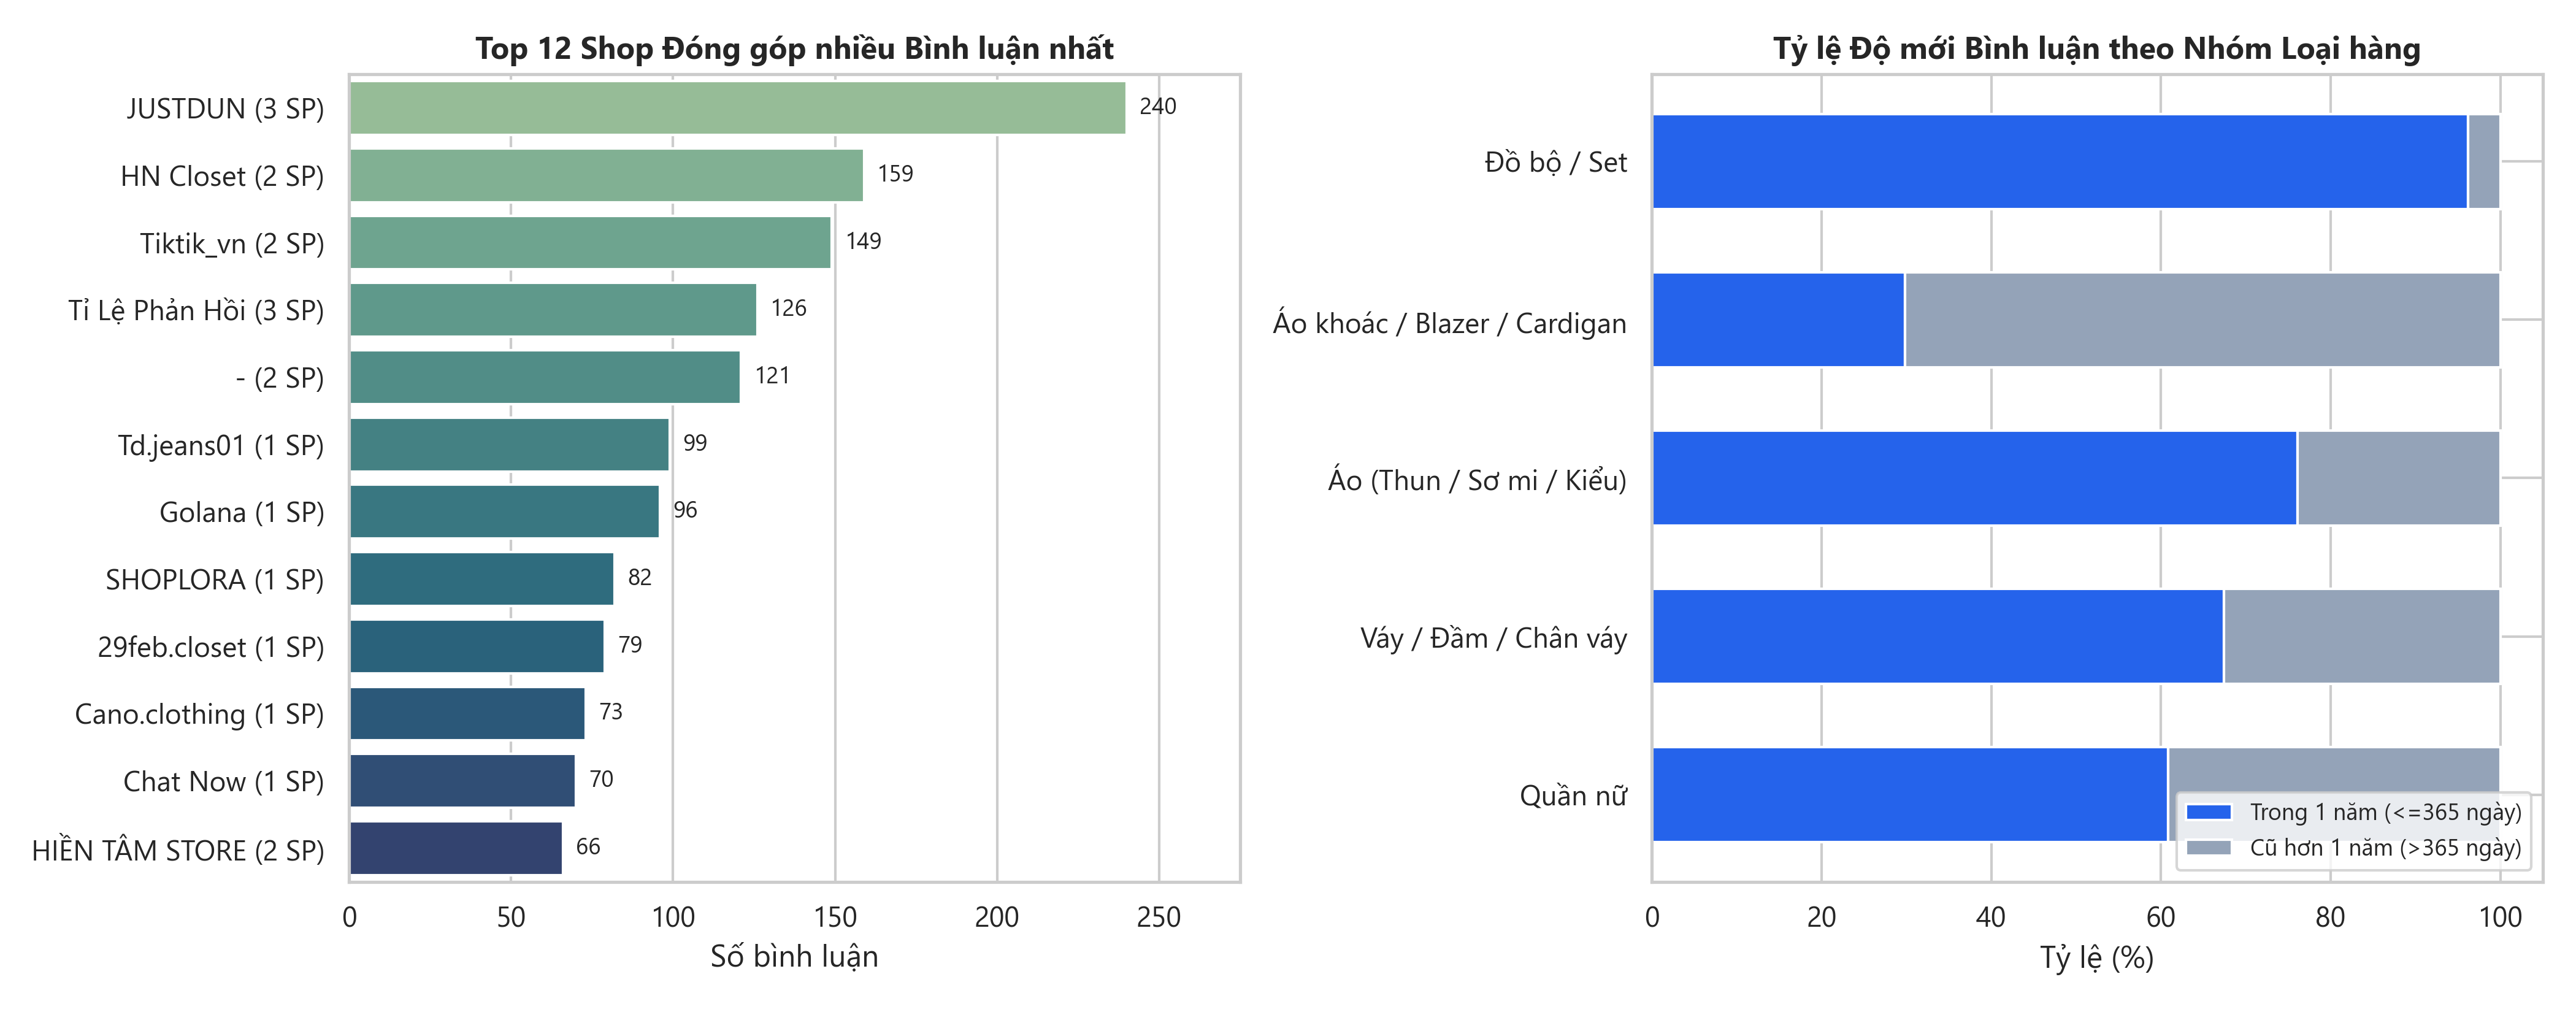 Top 12 Shop Đóng góp nhiều Bình luận nhất
JUSTDUN (3 SP)
240
HN Closet (2 SP)
159
Tiktik_vn (2 SP)
149
Tỉ Lệ Phản Hồi (3 SP)
126
- (2 SP)
121
Td.jeans01 (1 SP)
99
Golana (1 SP)
96
SHOPLORA (1 SP)
82
29feb.closet (1 SP)
79
Cano.clothing (1 SP)
73
Chat Now (1 SP)
70
HIỀN TÂM STORE (2 SP)
66
0 50 100 150 200 250
Số bình luận
Tỷ lệ Độ mới Bình luận theo Nhóm Loại hàng
Đồ bộ / Set
Áo khoác / Blazer / Cardigan
Áo (Thun / Sơ mi / Kiểu)
Váy / Đầm / Chân váy
Quần nữ
Trong 1 năm (<=365 ngày)
Cũ hơn 1 năm (>365 ngày)
0 20 40 60 80 100
Tỷ lệ (%)